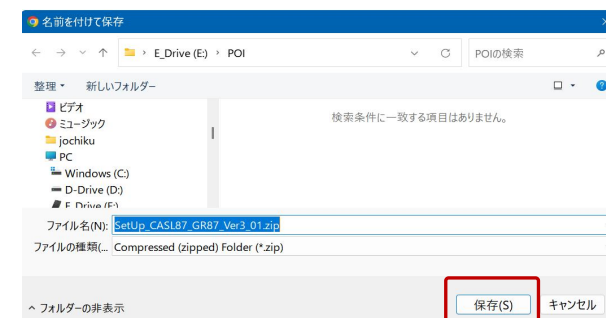 名前を付けて保存
E_Drive (E:) › POI
POIの検索
整理 新しいフォルダー
ビデオ
ミュージック
jochiku
PC
Windows (C:)
D-Drive (D:)
E_Drive (E:)
検索条件に一致する項目はありません。
ファイル名(N): SetUp_CASL87_GR87_Ver3_01.zip
ファイルの種類(... Compressed (zipped) Folder (*.zip)
フォルダーの非表示
保存(S) キャンセル